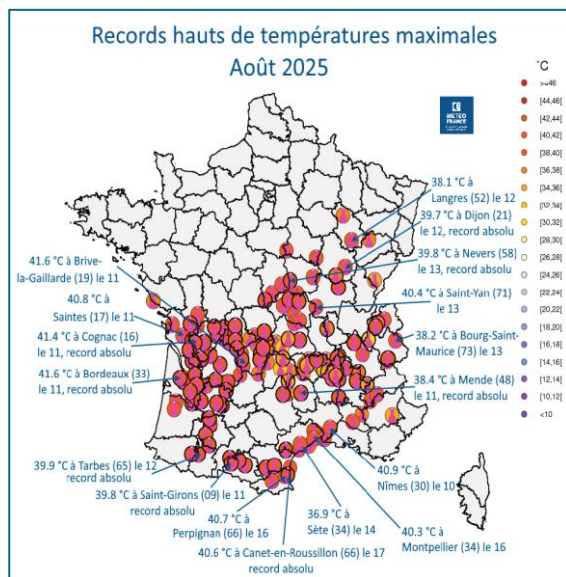 Records hauts de températures maximales
Août 2025
°C
METEO
FRANCE
>=46
[44,46[
[42,44[
[40,42[
[38,40[
[36,38[
[34,36[
[32,34[
[30,32[
[28,30[
[26,28[
[24,26[
[22,24[
[20,22[
[18,20[
[16,18[
[14,16[
[12,14[
[10,12[
<10
38.1 °C à
Langres (52) le 12
39.7 °C à Dijon (21)
le 12, record absolu
39.8 °C à Nevers (58)
le 13, record absolu
40.4 °C à Saint-Yan (71)
le 13
38.2 °C à Bourg-Saint-
Maurice (73) le 13
38.4 °C à Mende (48)
le 11, record absolu
41.6 °C à Brive-
la-Gaillarde (19) le 11
40.8 °C à
Saintes (17) le 11
41.4 °C à Cognac (16)
le 11, record absolu
41.6 °C à Bordeaux (33)
le 11, record absolu
39.9 °C à Tarbes (65) le 12
record absolu
39.8 °C à Saint-Girons (09) le 11
record absolu
40.7 °C à
Perpignan (66) le 16
40.6 °C à Canet-en-Roussillon (66) le 17
record absolu
36.9 °C à
Sète (34) le 14
40.9 °C à
Nîmes (30) le 10
40.3 °C à
Montpellier (34) le 16